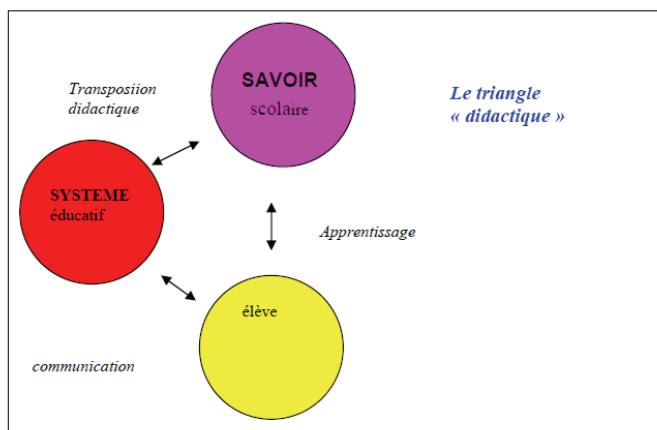 SAVOIR
scolaire
Transposiion
didactique
Le triangle
« didactique »
SYSTEME
éducatif
Apprentissage
élève
communication